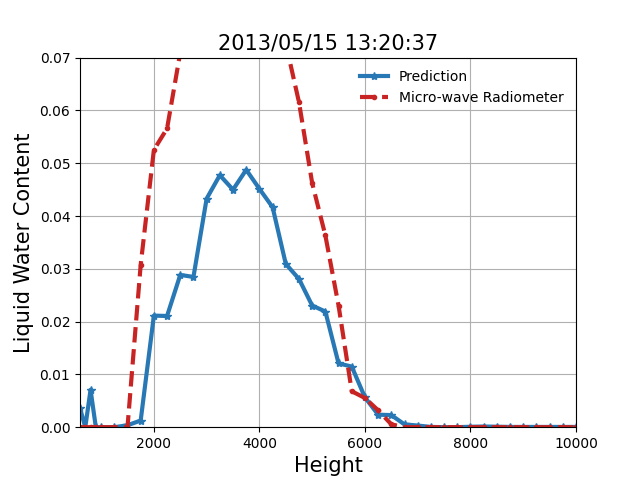 2013/05/15 13:20:37
0.07
0.06
0.05
0.04
0.03
0.02
0.01
0.00
Liquid Water Content
Prediction
Micro-wave Radiometer
2000 4000 6000 8000 10000
Height